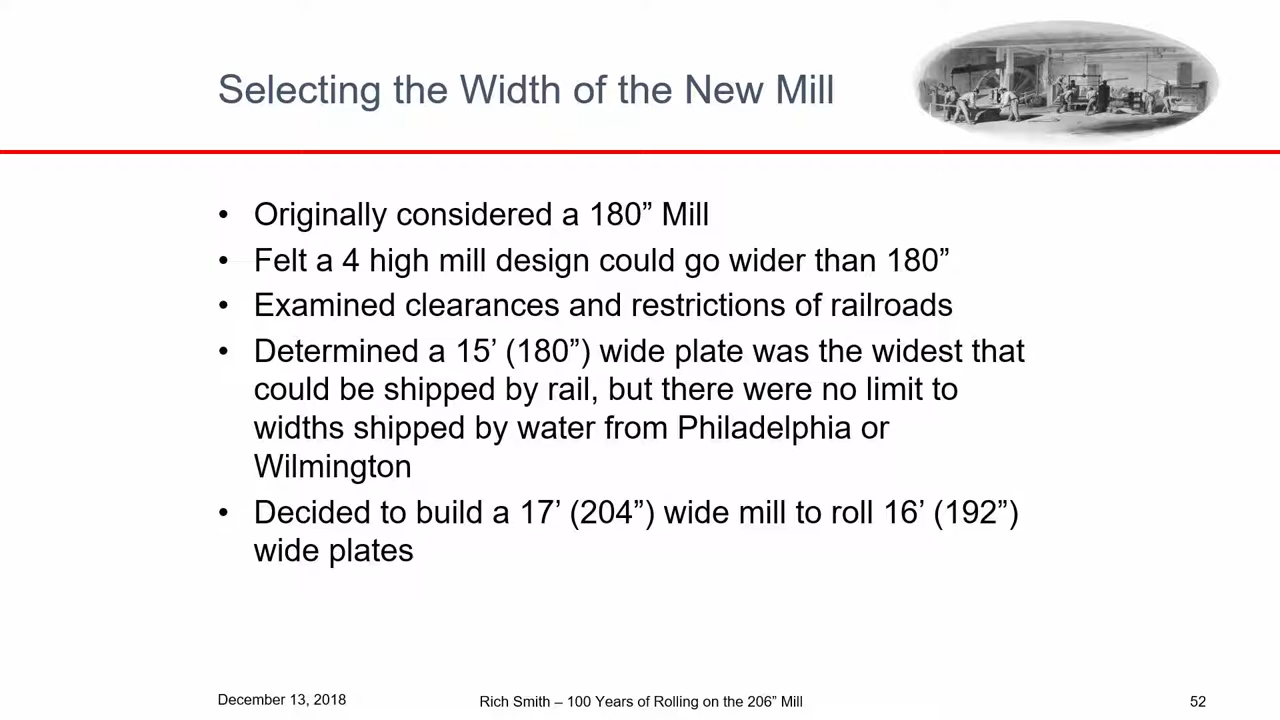 Selecting the Width of the New Mill
• Originally considered a 180” Mill
• Felt a 4 high mill design could go wider than 180”
• Examined clearances and restrictions of railroads
• Determined a 15’ (180”) wide plate was the widest that
could be shipped by rail, but there were no limit to
widths shipped by water from Philadelphia or
Wilmington
• Decided to build a 17’ (204”) wide mill to roll 16’ (192”)
wide plates
December 13, 2018
Rich Smith – 100 Years of Rolling on the 206” Mill
52